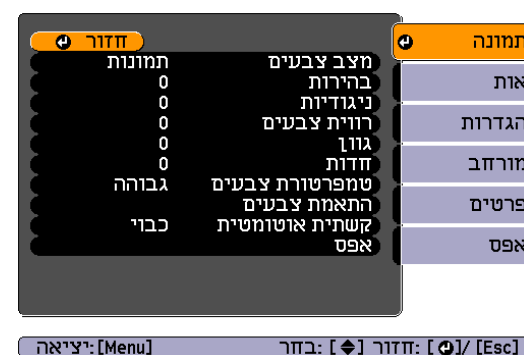 חזור
מצב צבעים תמונות
בהירות 0
ניגודיות 0
רווית צבעים 0
גוון 0
חדות 0
טמפרטורת צבעים גבוהה
התאמת צבעים
קשתית אוטומטית כבוי
אפס
תמונה
אות
הגדרות
מורחב
פרטים
אפס
[Esc] /[ ]: חזור [ ]: בחר [Menu]: יציאה